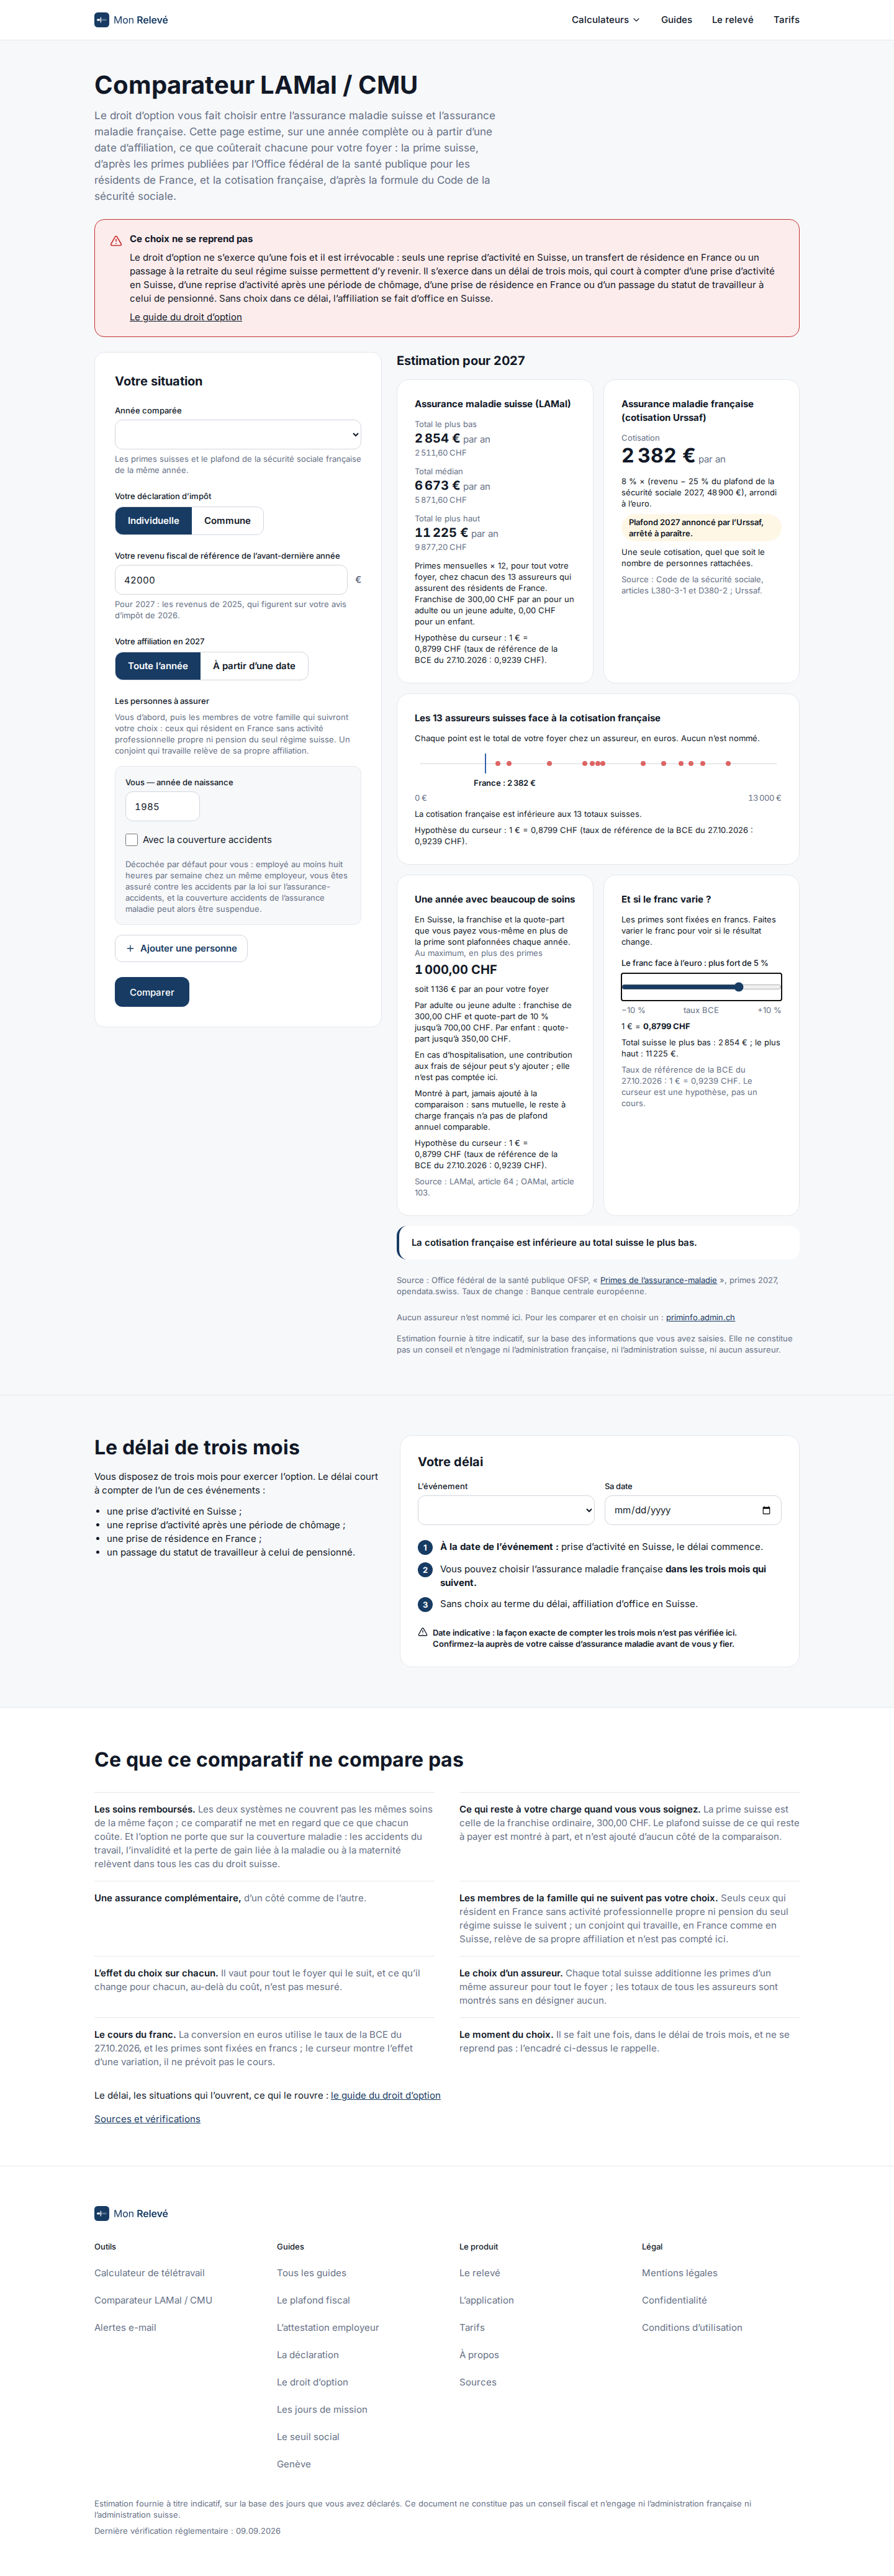 Mon Relevé
Calculateurs
Guides
Le relevé
Tarifs
Comparateur LAMal / CMU
Le droit d’option vous fait choisir entre l’assurance maladie suisse et l’assurance
maladie française. Cette page estime, sur une année complète ou à partir d’une
date d’affiliation, ce que coûterait chacune pour votre foyer : la prime suisse,
d’après les primes publiées par l’Office fédéral de la santé publique pour les
résidents de France, et la cotisation française, d’après la formule du Code de la
sécurité sociale.
Ce choix ne se reprend pas
Le droit d’option ne s’exerce qu’une fois et il est irrévocable : seuls une reprise d’activité en Suisse, un transfert de résidence en France ou un
passage à la retraite du seul régime suisse permettent d’y revenir. Il s’exerce dans un délai de trois mois, qui court à compter d’une prise d’activité
en Suisse, d’une reprise d’activité après une période de chômage, d’une prise de résidence en France ou d’un passage du statut de travailleur à
celui de pensionné. Sans choix dans ce délai, l’affiliation se fait d’office en Suisse.
Le guide du droit d’option
Votre situation
Année comparée
Les primes suisses et le plafond de la sécurité sociale française
de la même année.
Votre déclaration d’impôt
Individuelle
Commune
Votre revenu fiscal de référence de l’avant-dernière année
42000
€
Pour 2027 : les revenus de 2025, qui figurent sur votre avis
d’impôt de 2026.
Votre affiliation en 2027
Toute l’année
À partir d’une date
Les personnes à assurer
Vous d’abord, puis les membres de votre famille qui suivront
votre choix : ceux qui résident en France sans activité
professionnelle propre ni pension du seul régime suisse. Un
conjoint qui travaille relève de sa propre affiliation.
Vous — année de naissance
1985
Avec la couverture accidents
Décochée par défaut pour vous : employé au moins huit
heures par semaine chez un même employeur, vous êtes
assuré contre les accidents par la loi sur l’assurance-
accidents, et la couverture accidents de l’assurance
maladie peut alors être suspendue.
Ajouter une personne
Comparer
Estimation pour 2027
Assurance maladie suisse (LAMal)
Total le plus bas
2 854 € par an
2 511,60 CHF
Total médian
6 673 € par an
5 871,60 CHF
Total le plus haut
11 225 € par an
9 877,20 CHF
Primes mensuelles × 12, pour tout votre
foyer, chez chacun des 13 assureurs qui
assurent des résidents de France.
Franchise de 300,00 CHF par an pour un
adulte ou un jeune adulte, 0,00 CHF
pour un enfant.
Hypothèse du curseur : 1 € =
0,8799 CHF (taux de référence de la
BCE du 27.10.2026 : 0,9239 CHF).
Assurance maladie française
(cotisation Urssaf)
Cotisation
2 382 € par an
8 % × (revenu − 25 % du plafond de la
sécurité sociale 2027, 48 900 €), arrondi
à l’euro.
Plafond 2027 annoncé par l’Urssaf,
arrêté à paraître.
Une seule cotisation, quel que soit le
nombre de personnes rattachées.
Source : Code de la sécurité sociale,
articles L380-3-1 et D380-2 ; Urssaf.
Les 13 assureurs suisses face à la cotisation française
Chaque point est le total de votre foyer chez un assureur, en euros. Aucun n’est nommé.
France : 2 382 €
0 €
13 000 €
La cotisation française est inférieure aux 13 totaux suisses.
Hypothèse du curseur : 1 € = 0,8799 CHF (taux de référence de la BCE du 27.10.2026 :
0,9239 CHF).
Une année avec beaucoup de soins
En Suisse, la franchise et la quote-part
que vous payez vous-même en plus de
la prime sont plafonnées chaque année.
Au maximum, en plus des primes
1 000,00 CHF
soit 1 136 € par an pour votre foyer
Par adulte ou jeune adulte : franchise de
300,00 CHF et quote-part de 10 %
jusqu’à 700,00 CHF. Par enfant : quote-
part jusqu’à 350,00 CHF.
En cas d’hospitalisation, une contribution
aux frais de séjour peut s’y ajouter ; elle
n’est pas comptée ici.
Montré à part, jamais ajouté à la
comparaison : sans mutuelle, le reste à
charge français n’a pas de plafond
annuel comparable.
Hypothèse du curseur : 1 € =
0,8799 CHF (taux de référence de la
BCE du 27.10.2026 : 0,9239 CHF).
Source : LAMal, article 64 ; OAMal, article
103.
Et si le franc varie ?
Les primes sont fixées en francs. Faites
varier le franc pour voir si le résultat
change.
Le franc face à l’euro : plus fort de 5 %
−10 %
taux BCE
+10 %
1 € = 0,8799 CHF
Total suisse le plus bas : 2 854 € ; le plus
haut : 11 225 €.
Taux de référence de la BCE du
27.10.2026 : 1 € = 0,9239 CHF. Le
curseur est une hypothèse, pas un
cours.
La cotisation française est inférieure au total suisse le plus bas.
Source : Office fédéral de la santé publique OFSP, « Primes de l’assurance-maladie », primes 2027,
opendata.swiss. Taux de change : Banque centrale européenne.
Aucun assureur n’est nommé ici. Pour les comparer et en choisir un : priminfo.admin.ch
Estimation fournie à titre indicatif, sur la base des informations que vous avez saisies. Elle ne constitue
pas un conseil et n’engage ni l’administration française, ni l’administration suisse, ni aucun assureur.
Le délai de trois mois
Vous disposez de trois mois pour exercer l’option. Le délai court
à compter de l’un de ces événements :
• une prise d’activité en Suisse ;
• une reprise d’activité après une période de chômage ;
• une prise de résidence en France ;
• un passage du statut de travailleur à celui de pensionné.
Votre délai
L’événement
Sa date
mm/dd/yyyy
1 À la date de l’événement : prise d’activité en Suisse, le délai commence.
2 Vous pouvez choisir l’assurance maladie française dans les trois mois qui
suivent.
3 Sans choix au terme du délai, affiliation d’office en Suisse.
Date indicative : la façon exacte de compter les trois mois n’est pas vérifiée ici.
Confirmez-la auprès de votre caisse d’assurance maladie avant de vous y fier.
Ce que ce comparatif ne compare pas
Les soins remboursés. Les deux systèmes ne couvrent pas les mêmes soins
de la même façon ; ce comparatif ne met en regard que ce que chacun
coûte. Et l’option ne porte que sur la couverture maladie : les accidents du
travail, l’invalidité et la perte de gain liée à la maladie ou à la maternité
relèvent dans tous les cas du droit suisse.
Ce qui reste à votre charge quand vous vous soignez. La prime suisse est
celle de la franchise ordinaire, 300,00 CHF. Le plafond suisse de ce qui reste
à payer est montré à part, et n’est ajouté d’aucun côté de la comparaison.
Une assurance complémentaire, d’un côté comme de l’autre.
Les membres de la famille qui ne suivent pas votre choix. Seuls ceux qui
résident en France sans activité professionnelle propre ni pension du seul
régime suisse le suivent ; un conjoint qui travaille, en France comme en
Suisse, relève de sa propre affiliation et n’est pas compté ici.
L’effet du choix sur chacun. Il vaut pour tout le foyer qui le suit, et ce qu’il
change pour chacun, au-delà du coût, n’est pas mesuré.
Le choix d’un assureur. Chaque total suisse additionne les primes d’un
même assureur pour tout le foyer ; les totaux de tous les assureurs sont
montrés sans en désigner aucun.
Le cours du franc. La conversion en euros utilise le taux de la BCE du
27.10.2026, et les primes sont fixées en francs ; le curseur montre l’effet
d’une variation, il ne prévoit pas le cours.
Le moment du choix. Il se fait une fois, dans le délai de trois mois, et ne se
reprend pas : l’encadré ci-dessus le rappelle.
Le délai, les situations qui l’ouvrent, ce qui le rouvre : le guide du droit d’option
Sources et vérifications
Mon Relevé
Outils
Calculateur de télétravail
Comparateur LAMal / CMU
Alertes e-mail
Guides
Tous les guides
Le plafond fiscal
L’attestation employeur
La déclaration
Le droit d’option
Les jours de mission
Le seuil social
Genève
Le produit
Le relevé
L’application
Tarifs
À propos
Sources
Légal
Mentions légales
Confidentialité
Conditions d’utilisation
Estimation fournie à titre indicatif, sur la base des jours que vous avez déclarés. Ce document ne constitue pas un conseil fiscal et n’engage ni l’administration française ni
l’administration suisse.
Dernière vérification réglementaire : 09.09.2026